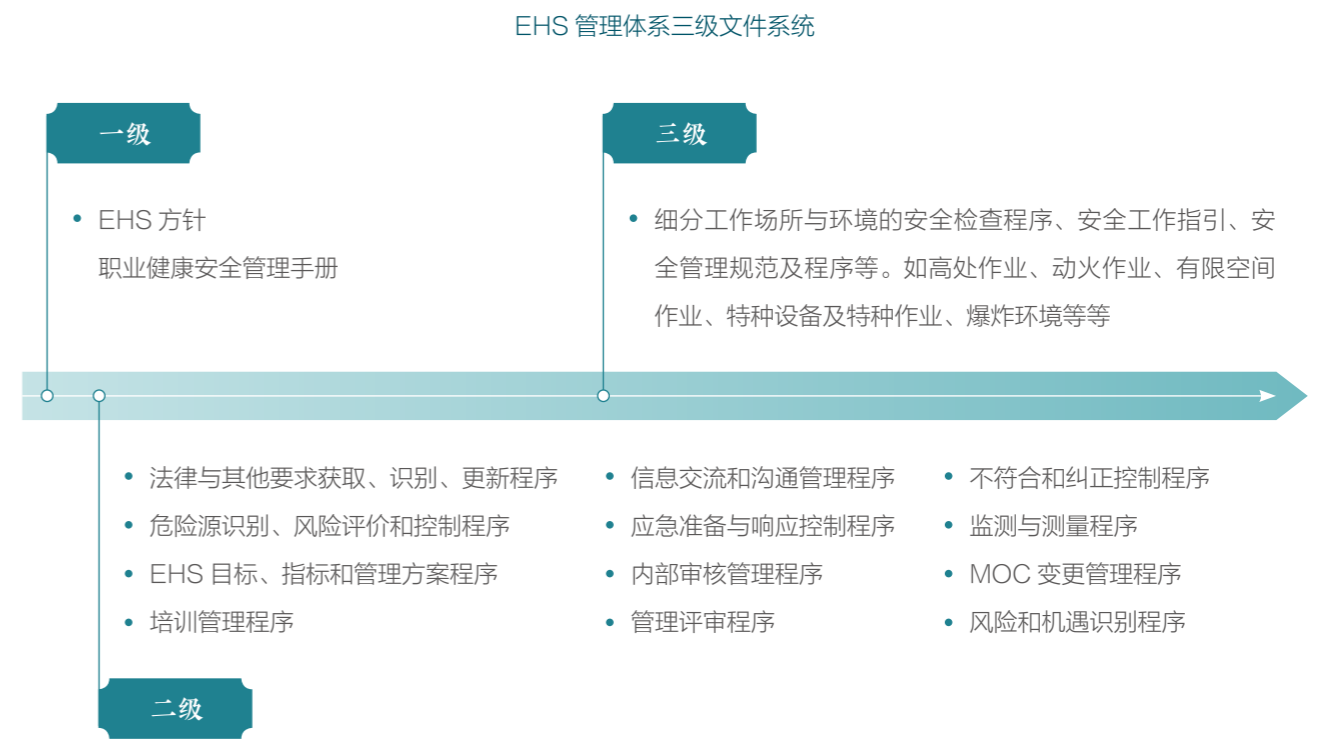 EHS 管理体系三级文件系统
一级
• EHS 方针
职业健康安全管理手册
三级
• 细分工作场所与环境的安全检查程序、安全工作指引、安
全管理规范及程序等。如高处作业、动火作业、有限空间
作业、特种设备及特种作业、爆炸环境等等
• 法律与其他要求获取、识别、更新程序
• 危险源识别、风险评价和控制程序
• EHS 目标、指标和管理方案程序
• 培训管理程序
• 信息交流和沟通管理程序
• 应急准备与响应控制程序
• 内部审核管理程序
• 管理评审程序
• 不符合和纠正控制程序
• 监测与测量程序
• MOC 变更管理程序
• 风险和机遇识别程序
二级